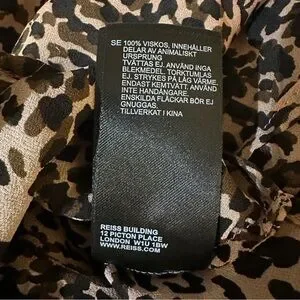 SE 100% VISKOS, INNEHÅLLER
DELAR AV ANIMALISKT
URSPRUNG
TVÄTTAS EJ. ANVÄND INGA
BLEKMEDEL. TORKTUMLAS
EJ. STRYKES PÅ LÅG VÄRME.
ENDAST KEMTVÄTT. ANVÄND
INTE HANDÅNGARE.
ENSKILDA FLÄCKAR BÖR EJ
GNUGGAS.
TILLVERKAT I KINA
REISS BUILDING
12 PICTON PLACE
LONDON W1U 1BW
WWW.REISS.COM